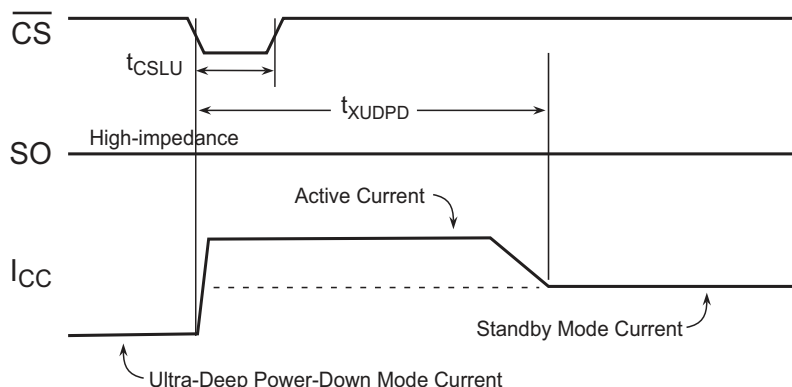 CS
tCSLU
tXUDPD
High-impedance
SO
Active Current
ICC
Standby Mode Current
Ultra-Deep Power-Down Mode Current